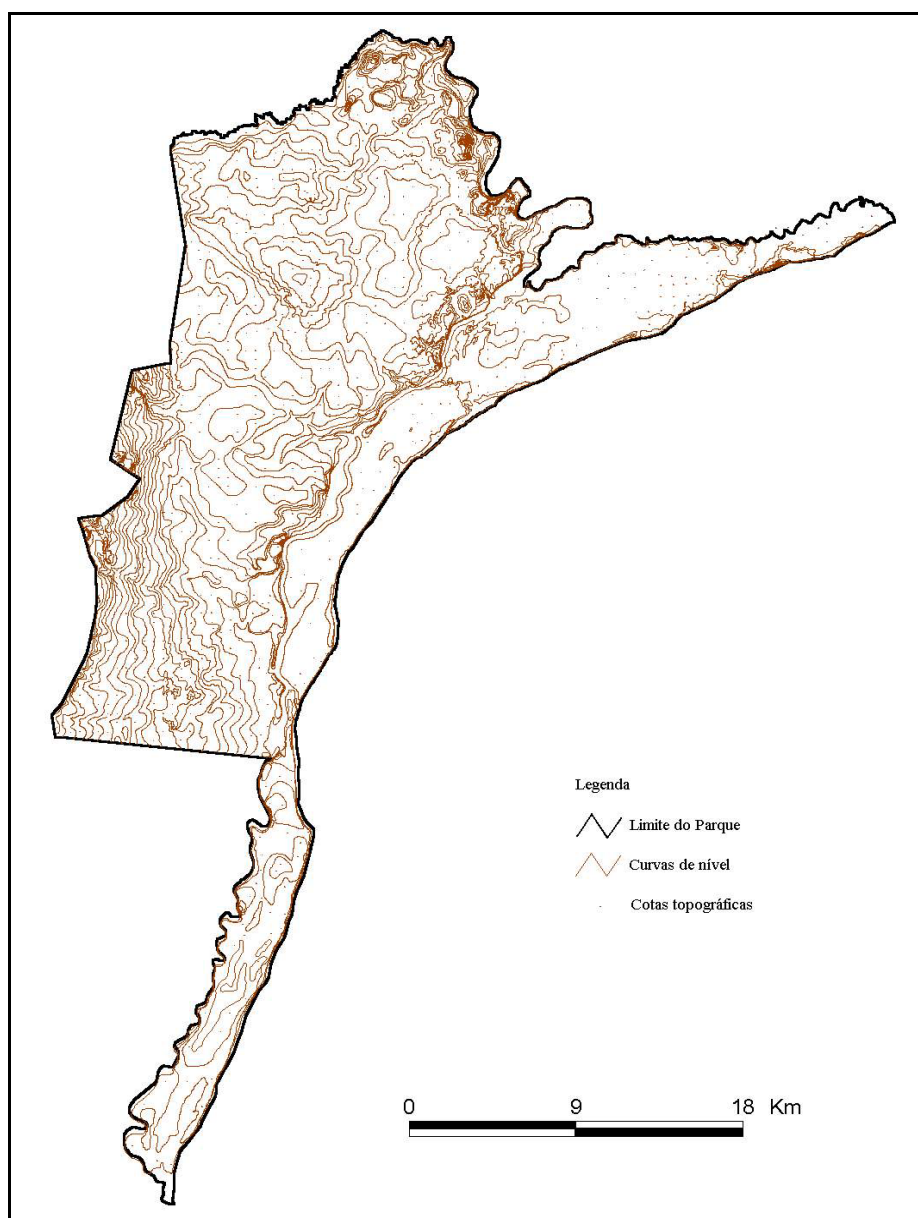 Legenda
Limite do Parque
Curvas de nível
Cotas topográficas
0 9 18 Km